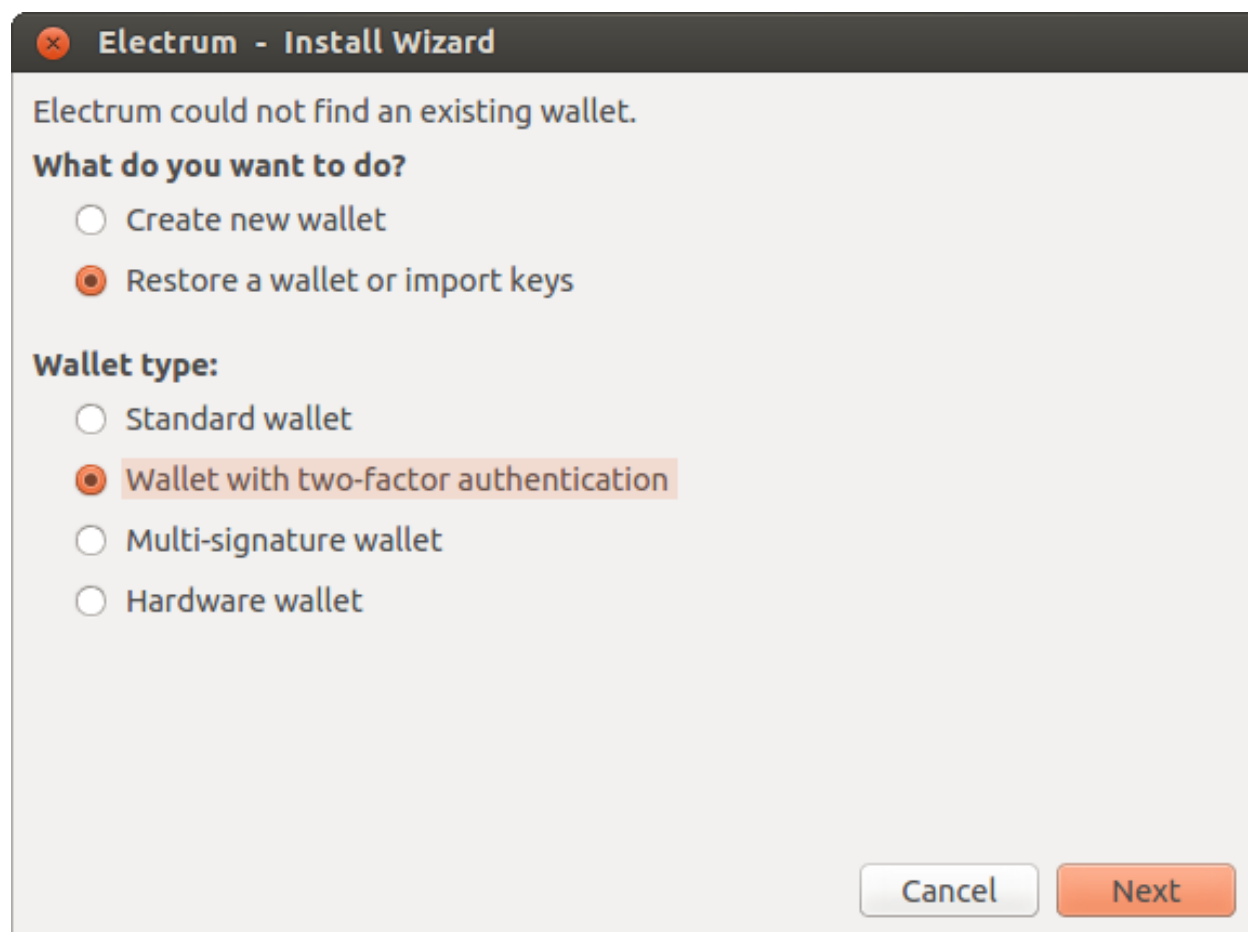 Electrum - Install Wizard
Electrum could not find an existing wallet.
What do you want to do?
Create new wallet
Restore a wallet or import keys
Wallet type:
Standard wallet
Wallet with two-factor authentication
Multi-signature wallet
Hardware wallet
Cancel Next